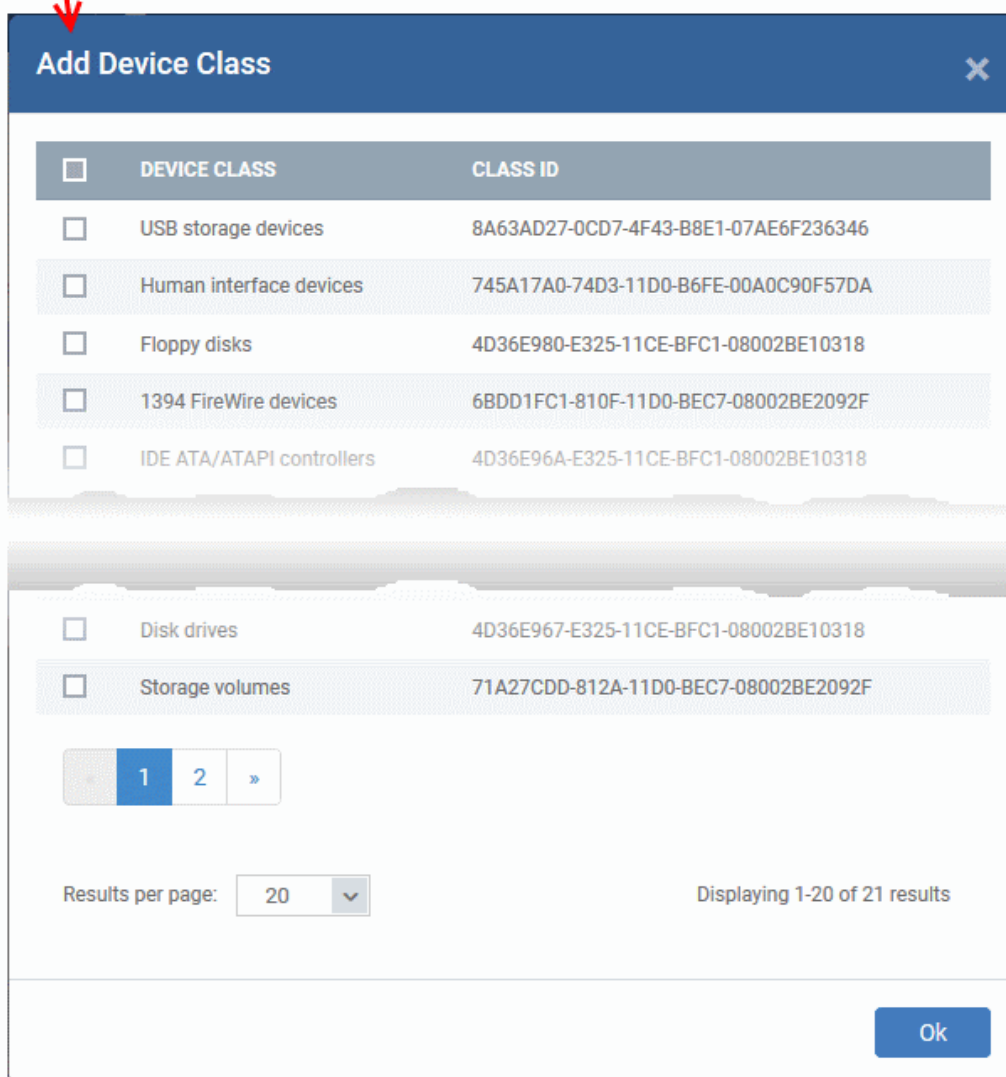 Add Device Class ×
DEVICE CLASS CLASS ID
USB storage devices 8A63AD27-0CD7-4F43-B8E1-07AE6F236346
Human interface devices 745A17A0-74D3-11D0-B6FE-00A0C90F57DA
Floppy disks 4D36E980-E325-11CE-BFC1-08002BE10318
1394 FireWire devices 6BDD1FC1-810F-11D0-BEC7-08002BE2092F
IDE ATA/ATAPI controllers 4D36E96A-E325-11CE-BFC1-08002BE10318
Disk drives 4D36E967-E325-11CE-BFC1-08002BE10318
Storage volumes 71A27CDD-812A-11D0-BEC7-08002BE2092F
« 1 2 »
Results per page: 20 Displaying 1-20 of 21 results
Ok